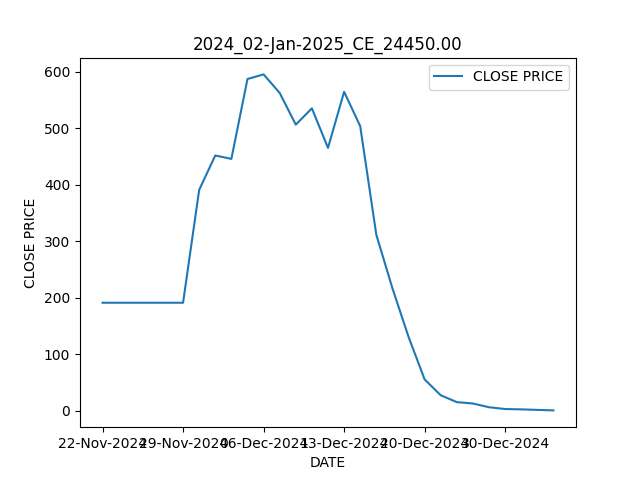 2024_02-Jan-2025_CE_24450.00
CLOSE PRICE
600
500
400
300
200
100
0
CLOSE PRICE
22-Nov-2024 29-Nov-2024 06-Dec-2024 13-Dec-2024 20-Dec-2024 30-Dec-2024
DATE